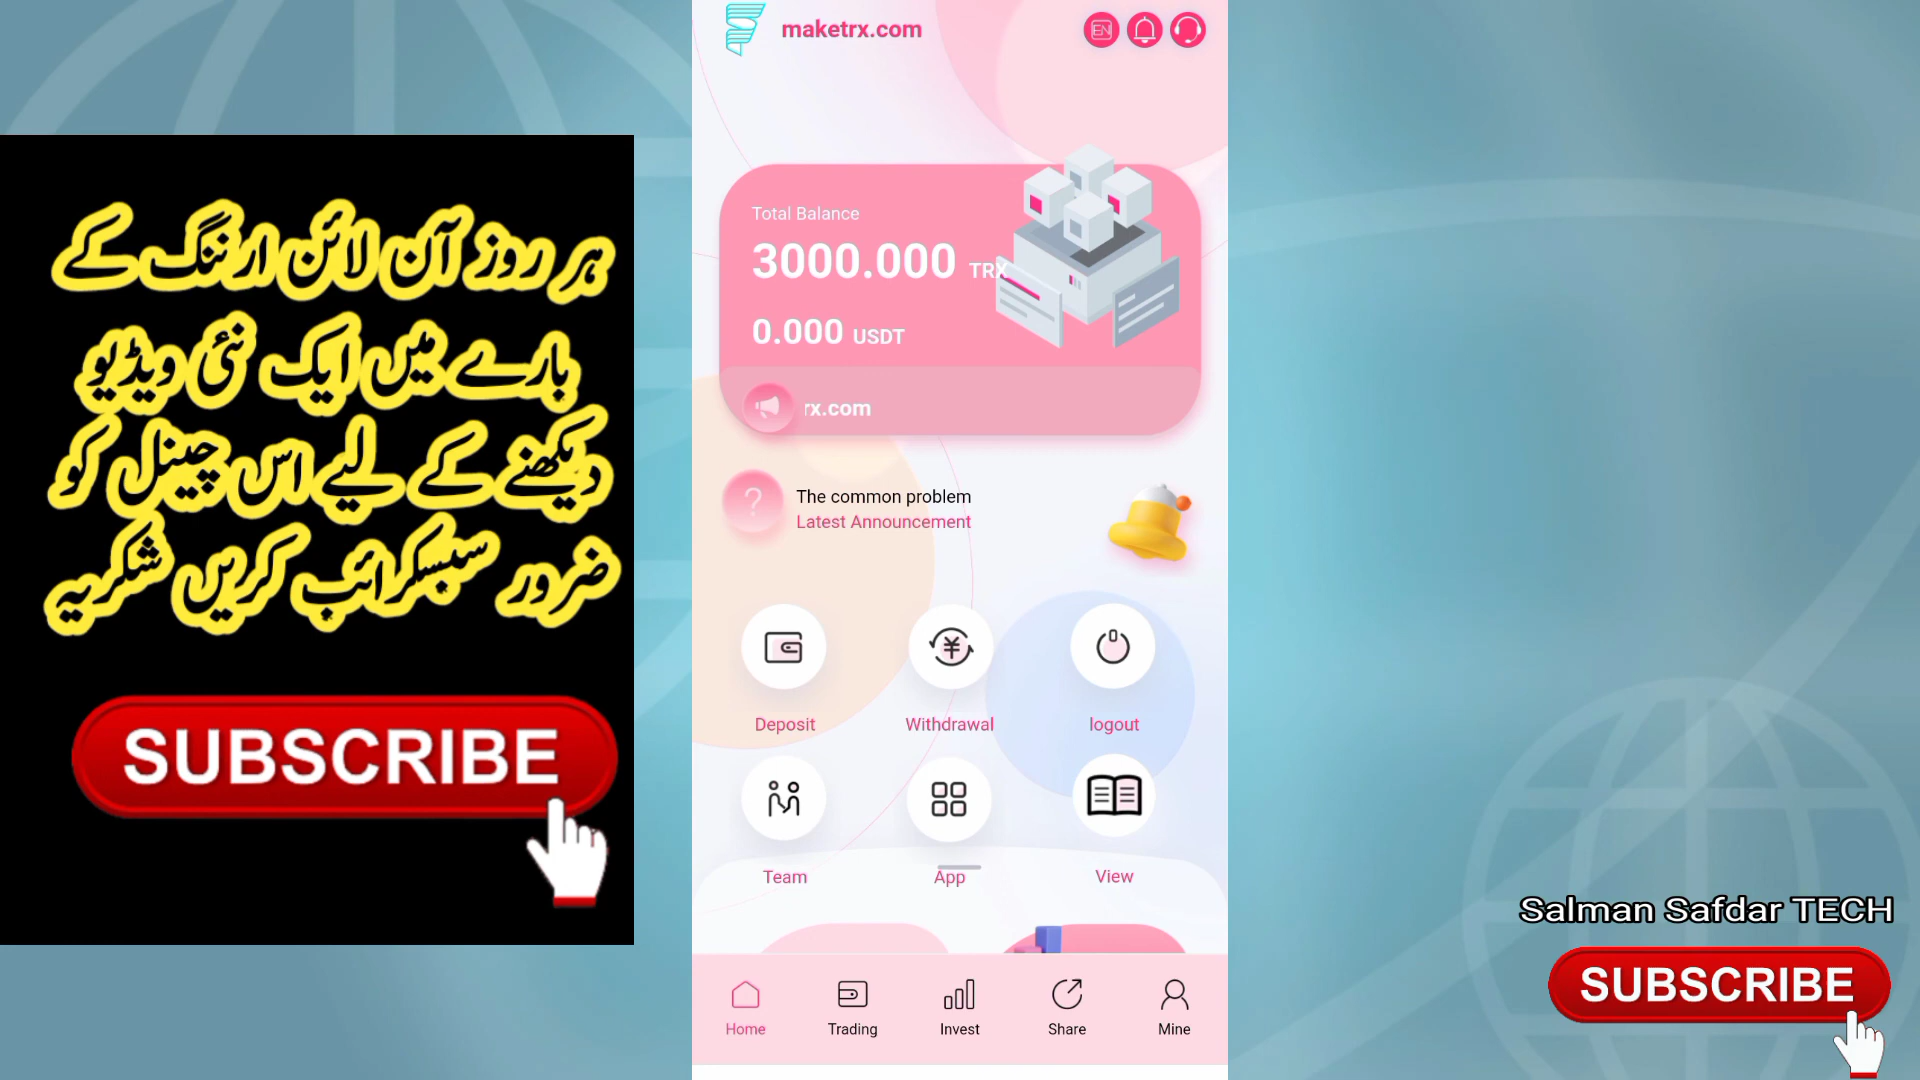 ہر روز آن لائن ارننگ کے
بارے میں ایک نئی ویڈیو
دیکھنے کے لیے اس چینل کو
ضرور سبسکرائب کریں شکریہ
SUBSCRIBE
maketrx.com
EN
Total Balance
3000.000 TRX
0.000 USDT
rx.com
?
The common problem
Latest Announcement
Deposit
Withdrawal
logout
Team
App
View
Home
Trading
Invest
Share
Mine
Salman Safdar TECH
SUBSCRIBE